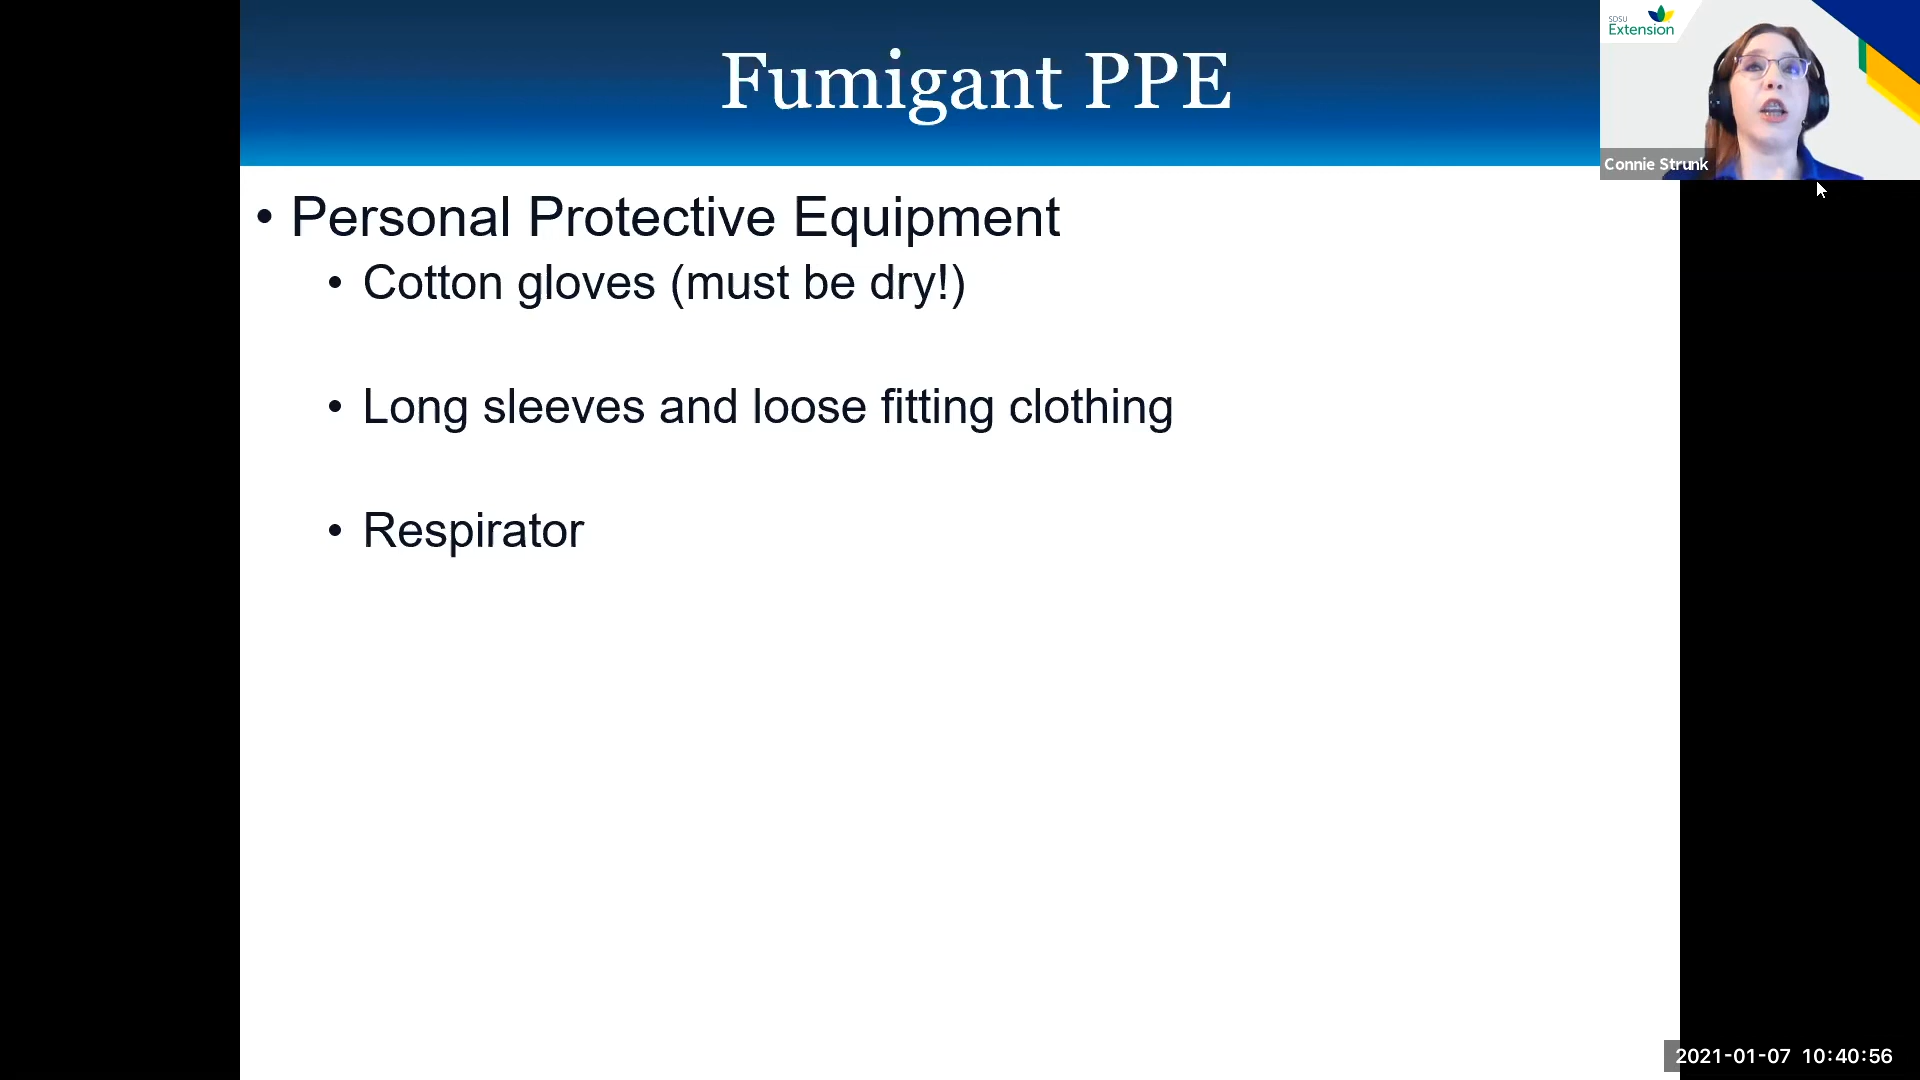 Fumigant PPE
SDSU
Extension
Connie Strunk
• Personal Protective Equipment
• Cotton gloves (must be dry!)
• Long sleeves and loose fitting clothing
• Respirator
2021-01-07 10:40:56